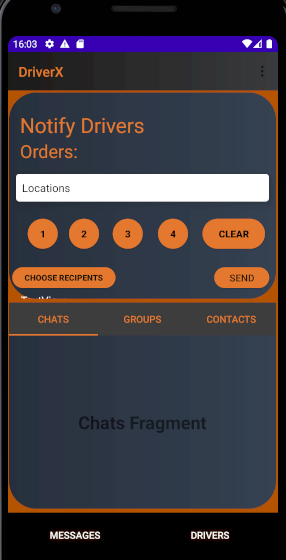 16:03
DriverX
Notify Drivers
Orders:
Locations
1 2 3 4 CLEAR
CHOOSE RECIPENTS SEND
CHATS GROUPS CONTACTS
Chats Fragment
MESSAGES DRIVERS